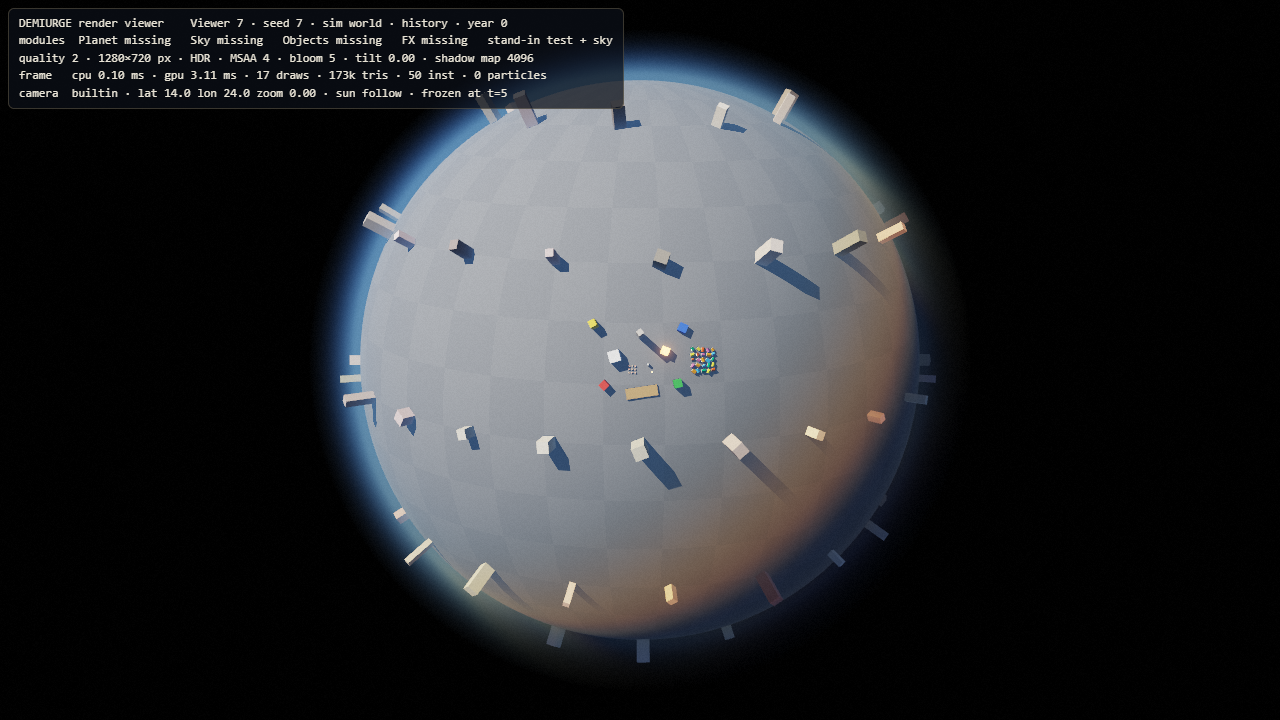 DEMIURGE render viewer    Viewer 7 · seed 7 · sim world · history · year 0
modules  Planet missing   Sky missing   Objects missing   FX missing   stand-in test + sky
quality 2 · 1280×720 px · HDR · MSAA 4 · bloom 5 · tilt 0.00 · shadow map 4096
frame   cpu 0.10 ms · gpu 3.11 ms · 17 draws · 173k tris · 50 inst · 0 particles
camera  builtin · lat 14.0 lon 24.0 zoom 0.00 · sun follow · frozen at t=5